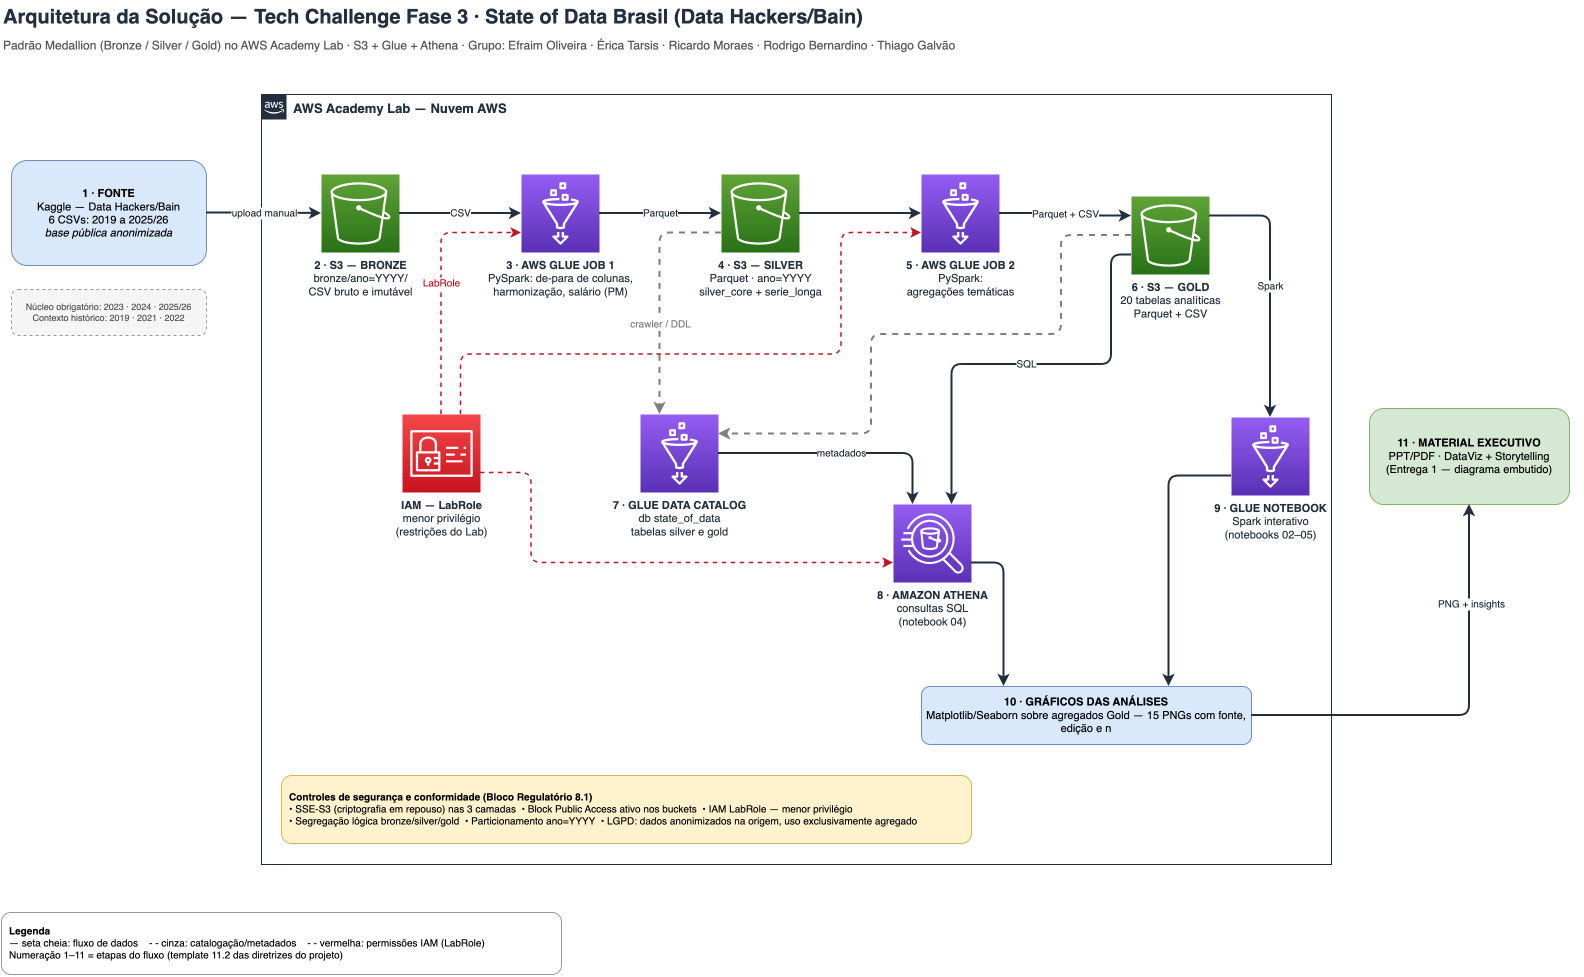 Arquitetura da Solução — Tech Challenge Fase 3 · State of Data Brasil (Data Hackers/Bain)
Padrão Medallion (Bronze / Silver / Gold) no AWS Academy Lab · S3 + Glue + Athena · Grupo: Efraim Oliveira · Érica Tarsis · Ricardo Moraes · Rodrigo Bernardino · Thiago Galvão
aws
AWS Academy Lab — Nuvem AWS
1 · FONTE
Kaggle — Data Hackers/Bain
6 CSVs: 2019 a 2025/26
base pública anonimizada
Núcleo obrigatório: 2023 · 2024 · 2025/26
Contexto histórico: 2019 · 2021 · 2022
upload manual
2 · S3 — BRONZE
bronze/ano=YYYY/
CSV bruto e imutável
CSV
3 · AWS GLUE JOB 1
PySpark: de-para de colunas,
harmonização, salário (PM)
Parquet
4 · S3 — SILVER
Parquet · ano=YYYY
silver_core + serie_longa
5 · AWS GLUE JOB 2
PySpark:
agregações temáticas
Parquet + CSV
6 · S3 — GOLD
20 tabelas analíticas
Parquet + CSV
Spark
LabRole
crawler / DDL
SQL
IAM — LabRole
menor privilégio
(restrições do Lab)
7 · GLUE DATA CATALOG
db state_of_data
tabelas silver e gold
metadados
8 · AMAZON ATHENA
consultas SQL
(notebook 04)
9 · GLUE NOTEBOOK
Spark interativo
(notebooks 02–05)
11 · MATERIAL EXECUTIVO
PPT/PDF · DataViz + Storytelling
(Entrega 1 — diagrama embutido)
PNG + insights
10 · GRÁFICOS DAS ANÁLISES
Matplotlib/Seaborn sobre agregados Gold — 15 PNGs com fonte,
edição e n
Controles de segurança e conformidade (Bloco Regulatório 8.1)
• SSE-S3 (criptografia em repouso) nas 3 camadas • Block Public Access ativo nos buckets • IAM LabRole — menor privilégio
• Segregação lógica bronze/silver/gold • Particionamento ano=YYYY • LGPD: dados anonimizados na origem, uso exclusivamente agregado
Legenda
— seta cheia: fluxo de dados - - cinza: catalogação/metadados - - vermelha: permissões IAM (LabRole)
Numeração 1–11 = etapas do fluxo (template 11.2 das diretrizes do projeto)